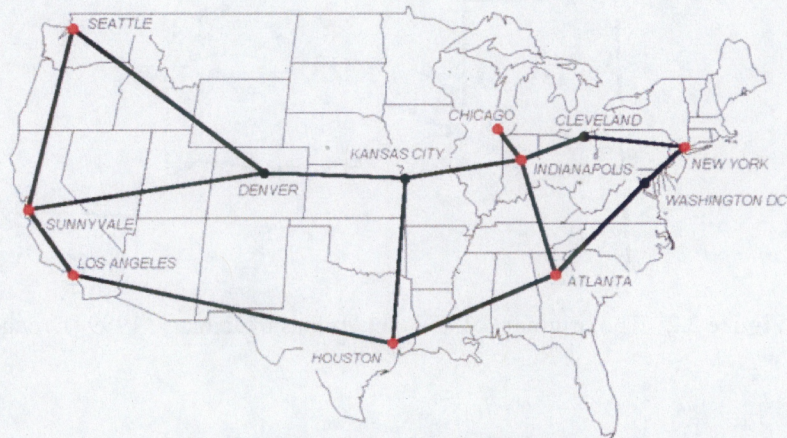 SEATTLE
CHICAGO
CLEVELAND
KANSAS CITY
NEW YORK
INDIANAPOLIS
DENVER
WASHINGTON DC
SUNNYVALE
LOS ANGELES
ATLANTA
HOUSTON